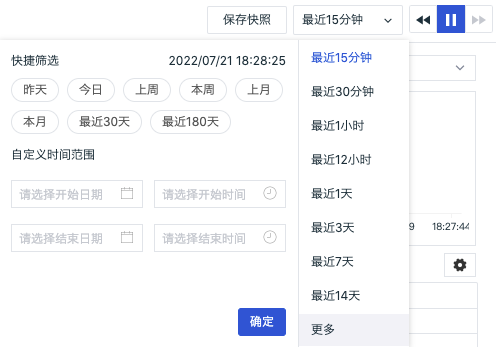 保存快照
最近15分钟
快捷筛选
2022/07/21 18:28:25
昨天
今日
上周
本周
上月
本月
最近30天
最近180天
自定义时间范围
请选择开始日期
请选择开始时间
请选择结束日期
请选择结束时间
确定
最近15分钟
最近30分钟
最近1小时
最近12小时
最近1天
最近3天
最近7天
最近14天
更多
9
18:27:44